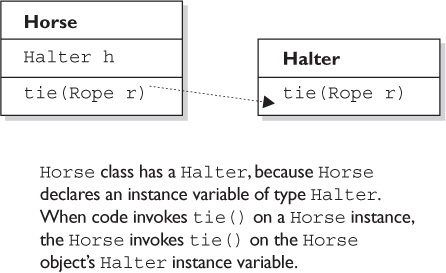 Horse
Halter h
tie(Rope r)
Halter
tie(Rope r)
Horse class has a Halter, because Horse
declares an instance variable of type Halter.
When code invokes tie() on a Horse instance,
the Horse invokes tie() on the Horse
object's Halter instance variable.